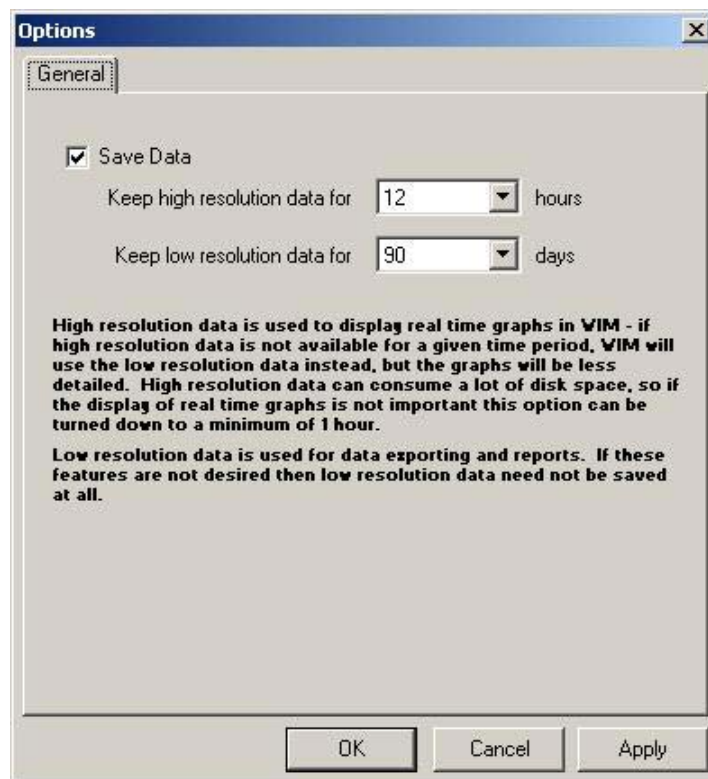 Options
General
Save Data
Keep high resolution data for 12 hours
Keep low resolution data for 90 days
High resolution data is used to display real time graphs in WIM - if
high resolution data is not available for a given time period, WIM will
use the low resolution data instead, but the graphs will be less
detailed. High resolution data can consume a lot of disk space, so if
the display of real time graphs is not important this option can be
turned down to a minimum of 1 hour.
Low resolution data is used for data exporting and reports. If these
features are not desired then low resolution data need not be saved
at all.
OK Cancel Apply